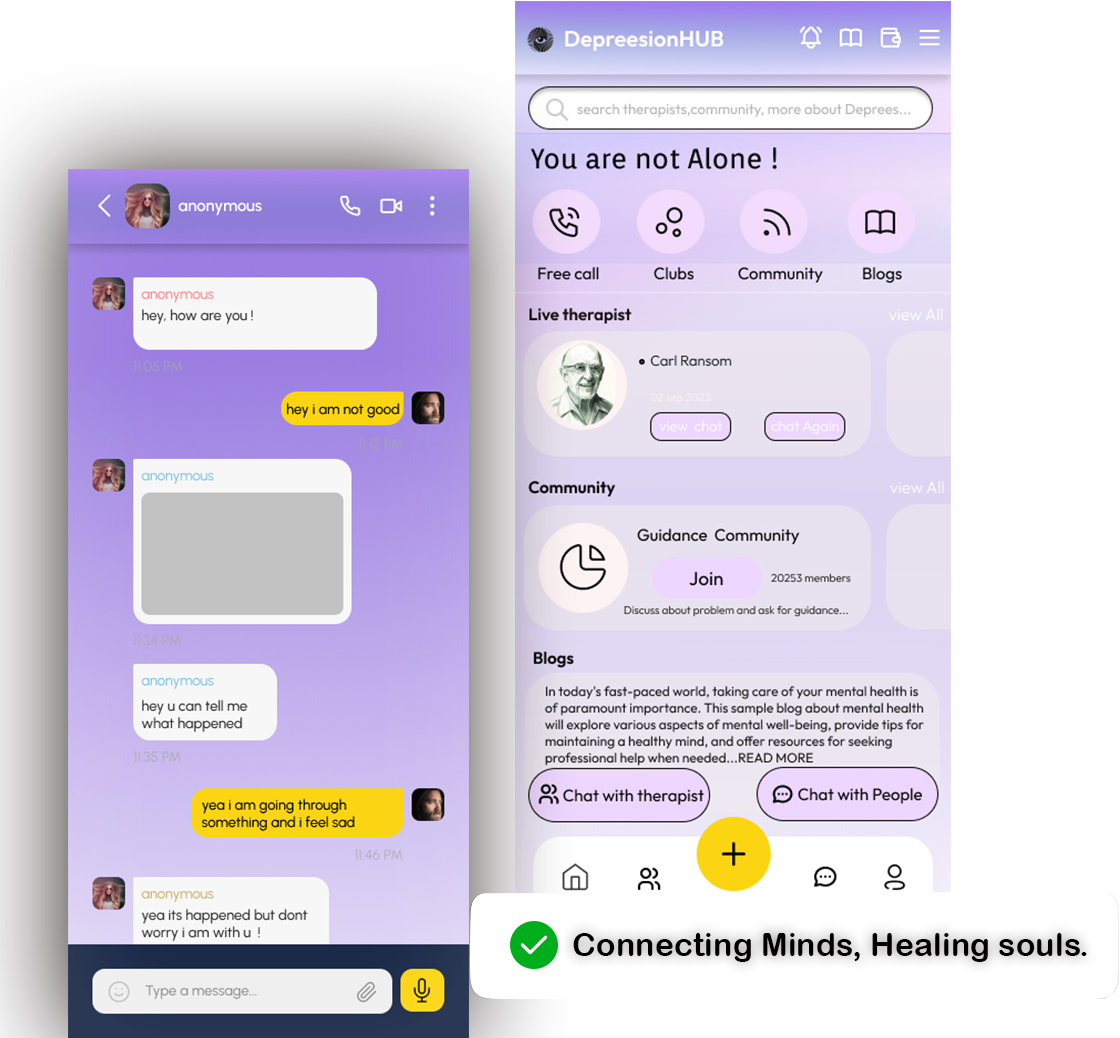 anonymous
anonymous
hey, how are you !
11:05 PM
hey i am not good
11:12 PM
anonymous
11:34 PM
anonymous
hey u can tell me
what happened
11:35 PM
yea i am going through
something and i feel sad
11:46 PM
anonymous
yea its happened but dont
worry i am with u !
Type a message...
DepreesionHUB
search therapists,community, more about Deprees...
You are not Alone !
Free call
Clubs
Community
Blogs
Live therapist
view All
Carl Ransom
02 sep 2023
view chat
chat Again
Community
view All
Guidance Community
Join
20253 members
Discuss about problem and ask for guidance...
Blogs
In today's fast-paced world, taking care of your mental health is
of paramount importance. This sample blog about mental health
will explore various aspects of mental well-being, provide tips for
maintaining a healthy mind, and offer resources for seeking
professional help when needed...READ MORE
Chat with therapist
Chat with People
Connecting Minds, Healing souls.